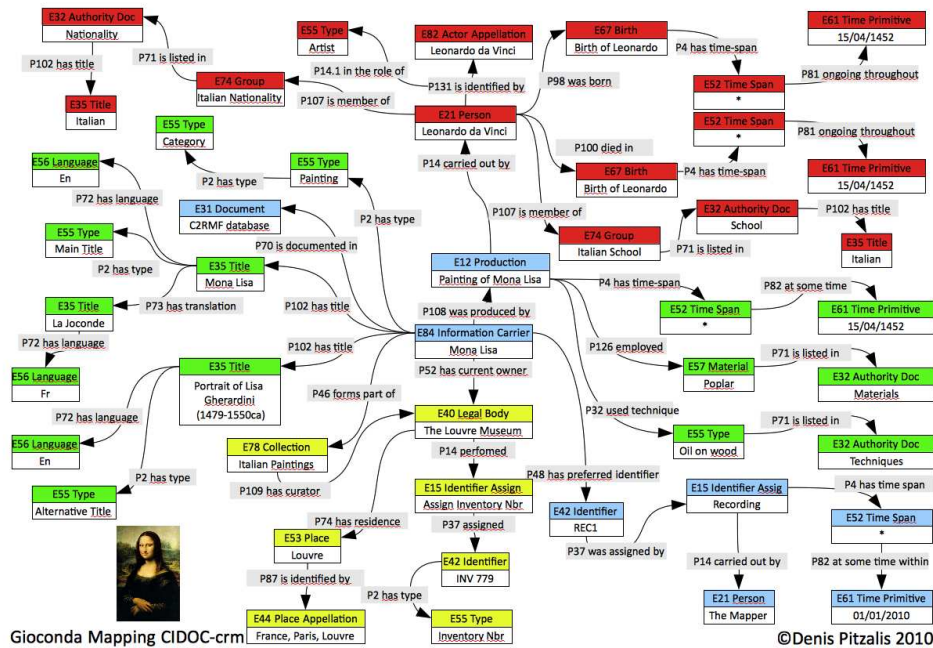 E32 Authority Doc
Nationality
P102 has title
E35 Title
Italian
P71 is listed in
E74 Group
Italian Nationality
E55 Type
Artist
P14.1 in the role of
P107 is member of
E82 Actor Appellation
Leonardo da Vinci
P131 is identified by
E21 Person
Leonardo da Vinci
P98 was born
E67 Birth
Birth of Leonardo
P4 has time-span
E52 Time Span
*
E61 Time Primitive
15/04/1452
P81 ongoing throughout
E52 Time Span
*
P81 ongoing throughout
E61 Time Primitive
15/04/1452
P100 died in
E67 Birth
Birth of Leonardo
P4 has time-span
P14 carried out by
P107 is member of
E74 Group
Italian School
P71 is listed in
E32 Authority Doc
School
P102 has title
E35 Title
Italian
E55 Type
Category
P2 has type
E55 Type
Painting
P2 has type
E56 Language
En
P72 has language
E31 Document
C2RMF database
P70 is documented in
E55 Type
Main Title
P2 has type
E35 Title
Mona Lisa
P102 has title
E35 Title
La Joconde
P73 has translation
P72 has language
E56 Language
Fr
E12 Production
Painting of Mona Lisa
P108 was produced by
E84 Information Carrier
Mona Lisa
P4 has time-span
E52 Time Span
*
P82 at some time
E61 Time Primitive
15/04/1452
P126 employed
E57 Material
Poplar
P71 is listed in
E32 Authority Doc
Materials
P32 used technique
E55 Type
Oil on wood
P71 is listed in
E32 Authority Doc
Techniques
P102 has title
E35 Title
Portrait of Lisa
Gherardini
(1479-1550ca)
P72 has language
E56 Language
En
P2 has type
E55 Type
Alternative Title
P46 forms part of
E78 Collection
Italian Paintings
P109 has curator
P52 has current owner
E40 Legal Body
The Louvre Museum
P14 perfomed
E15 Identifier Assign
Assign Inventory Nbr
P37 assigned
E42 Identifier
INV 779
P2 has type
E55 Type
Inventory Nbr
P74 has residence
E53 Place
Louvre
P87 is identified by
E44 Place Appellation
France, Paris, Louvre
P48 has preferred identifier
E42 Identifier
REC1
P37 was assigned by
E15 Identifier Assig
Recording
P4 has time span
E52 Time Span
*
P82 at some time within
E61 Time Primitive
01/01/2010
P14 carried out by
E21 Person
The Mapper
Gioconda Mapping CIDOC-crm
©Denis Pitzalis 2010